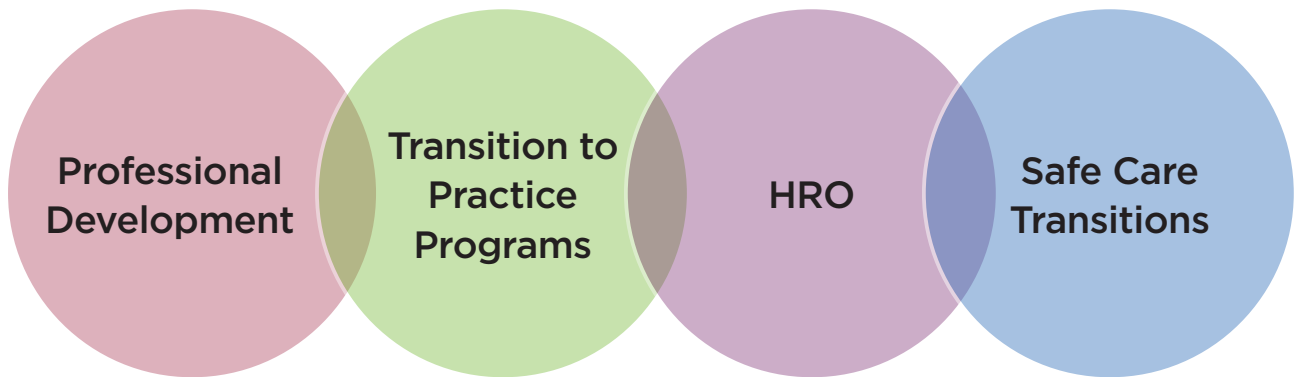 Professional
Development
Transition to
Practice
Programs
HRO
Safe Care
Transitions